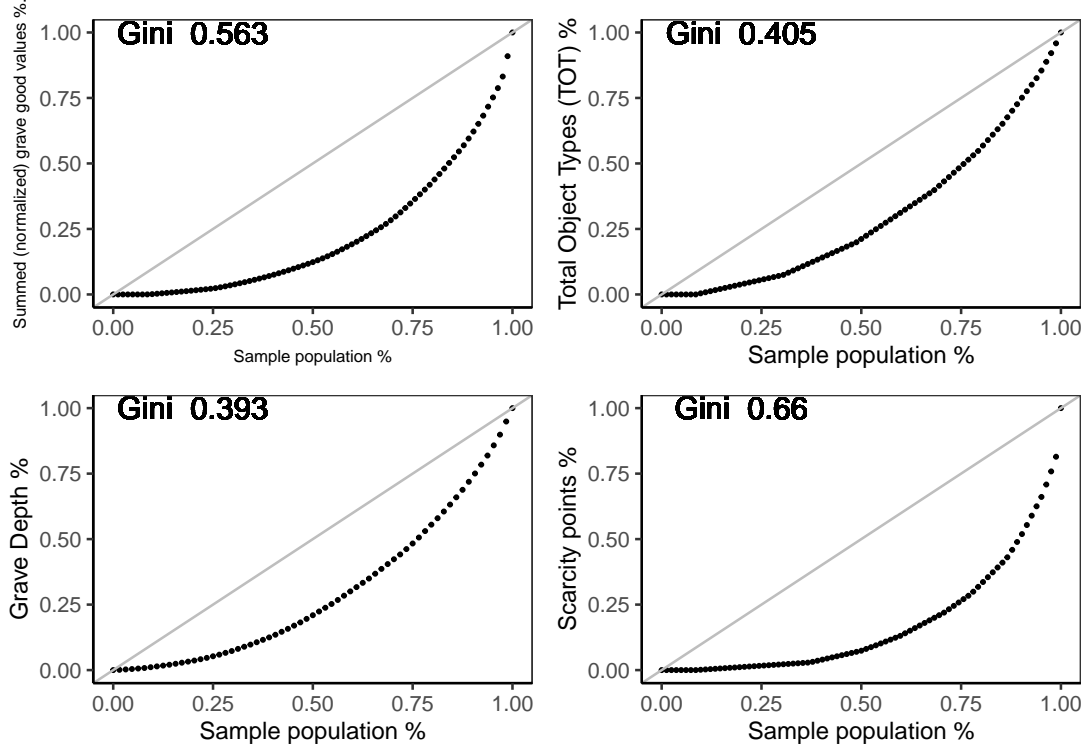 Summed (normalized) grave good values %.
Gini 0.563
1.00
0.75
0.50
0.25
0.00
0.00 0.25 0.50 0.75 1.00
Sample population %
Total Object Types (TOT) %
Gini 0.405
1.00
0.75
0.50
0.25
0.00
0.00 0.25 0.50 0.75 1.00
Sample population %
Grave Depth %
Gini 0.393
1.00
0.75
0.50
0.25
0.00
0.00 0.25 0.50 0.75 1.00
Sample population %
Scarcity points %
Gini 0.66
1.00
0.75
0.50
0.25
0.00
0.00 0.25 0.50 0.75 1.00
Sample population %